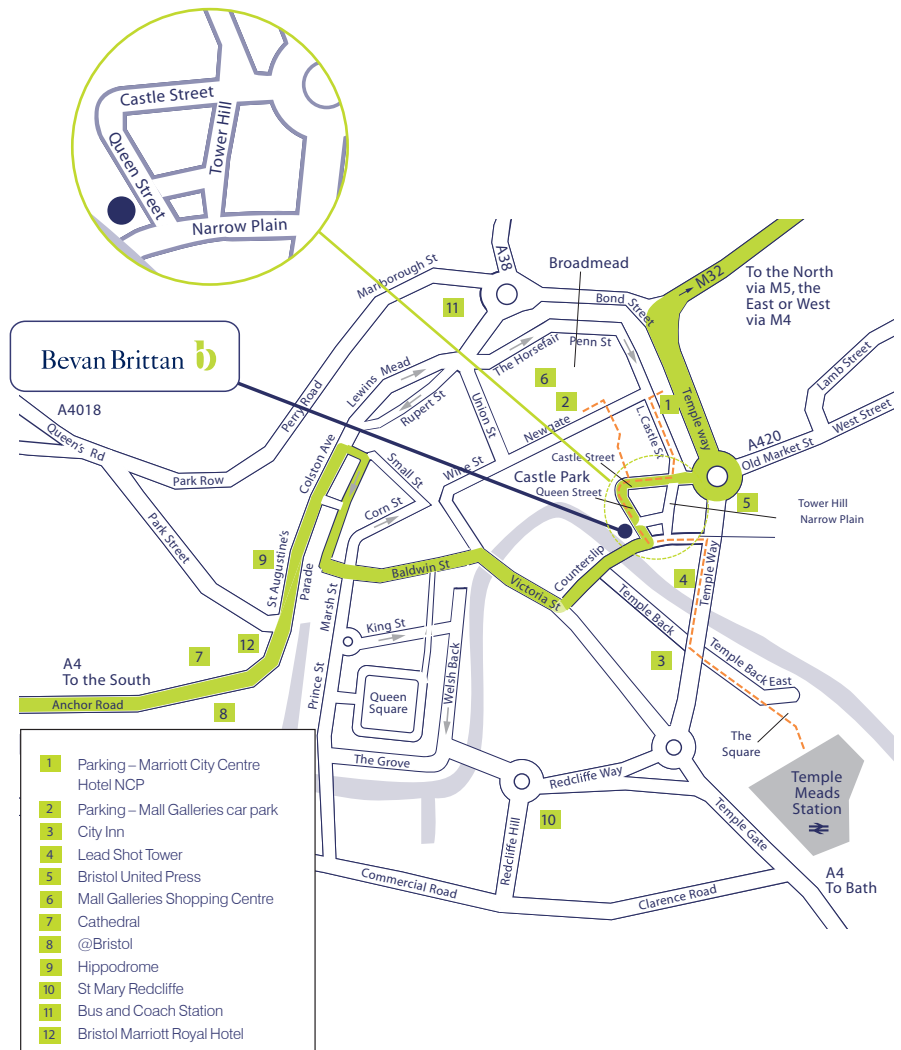 Castle Street
Tower Hill
Queen Street
Narrow Plain
A38
Broadmead
Marlborough St
M32
To the North
via M5, the
East or West
via M4
Bond Street
11
Penn St
The Horsefair
Bevan Brittan b
Lewins Mead
Lamb Street
6
2
1
Temple way
A4018
Perry Road
Rupert St
Union St
Newgate
L. Castle St
West Street
A420
Old Market St
Queen's Rd
Colston Ave
Small St
Wine St
Castle Street
Castle Park
Park Row
Queen Street
5
Tower Hill
Narrow Plain
Corn St
Park Street
9
St Augustine's
Parade
Baldwin St
Counterslip
4
Temple Way
Victoria St
Marsh St
Temple Back
King St
12
7
A4
To the South
3
Temple Back East
Welsh Back
Prince St
Anchor Road
8
Queen
Square
The
Square
The Grove
Redcliffe Way
Temple
Meads
Station
10
Temple Gate
Redcliffe Hill
Commercial Road
Clarence Road
A4
To Bath
1 Parking – Marriott City Centre
Hotel NCP
2 Parking – Mall Galleries car park
3 City Inn
4 Lead Shot Tower
5 Bristol United Press
6 Mall Galleries Shopping Centre
7 Cathedral
8 @Bristol
9 Hippodrome
10 St Mary Redcliffe
11 Bus and Coach Station
12 Bristol Marriott Royal Hotel